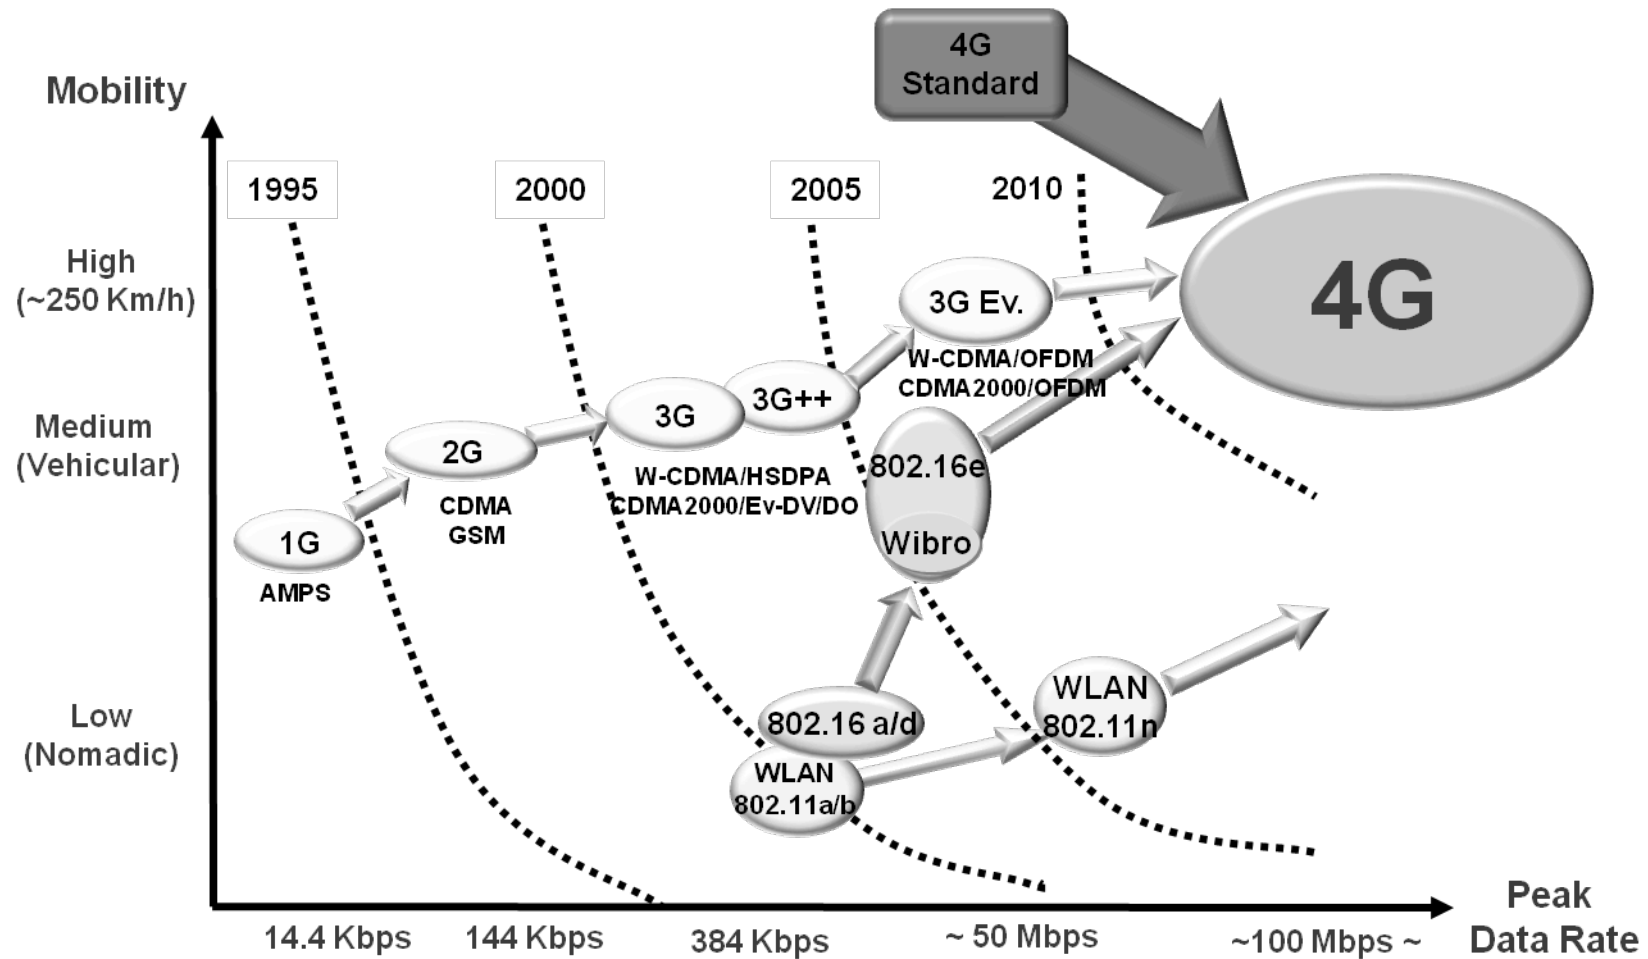 4G
Standard
Mobility
1995
2000
2005
2010
High
(~250 Km/h)
3G Ev.
4G
W-CDMA/OFDM
CDMA2000/OFDM
3G
3G++
Medium
(Vehicular)
2G
802.16e
W-CDMA/HSDPA
CDMA2000/Ev-DV/DO
CDMA
GSM
1G
Wibro
AMPS
Low
(Nomadic)
802.16 a/d
WLAN
802.11n
WLAN
802.11a/b
Peak
Data Rate
14.4 Kbps
144 Kbps
384 Kbps
~ 50 Mbps
~100 Mbps ~